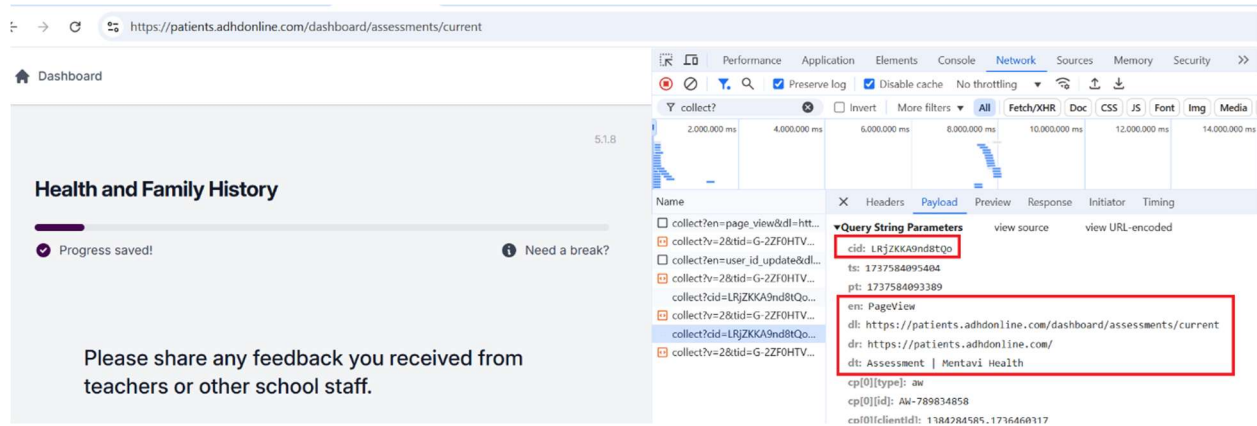 https://patients.adhdonline.com/dashboard/assessments/current
Dashboard
5.1.8
Health and Family History
Progress saved!
Need a break?
Please share any feedback you received from
teachers or other school staff.
Performance Application Elements Console Network Sources Memory Security
Preserve log Disable cache No throttling
collect? Invert More filters All Fetch/XHR Doc CSS JS Font Img Media
2.000.000 ms 4.000.000 ms 6.000.000 ms 8.000.000 ms 10.000.000 ms 12.000.000 ms 14.000.000 ms
Name
collect?en=page_view&dl=htt...
collect?v=2&tid=G-2ZF0HTV...
collect?en=user_id_update&dl...
collect?v=2&tid=G-2ZF0HTV...
collect?cid=LRjZKKA9nd8tQo...
collect?v=2&tid=G-2ZF0HTV...
collect?cid=LRjZKKA9nd8tQo...
collect?v=2&tid=G-2ZF0HTV...
Headers Payload Preview Response Initiator Timing
Query String Parameters view source view URL-encoded
cid: LRjZKKA9nd8tQo
ts: 1737584095404
pt: 1737584093389
en: PageView
dl: https://patients.adhdonline.com/dashboard/assessments/current
dr: https://patients.adhdonline.com/
dt: Assessment | Mentavi Health
cp[0][type]: aw
cp[0][id]: AW-789834858
cp[0][clientId]: 1384284585.1736460317